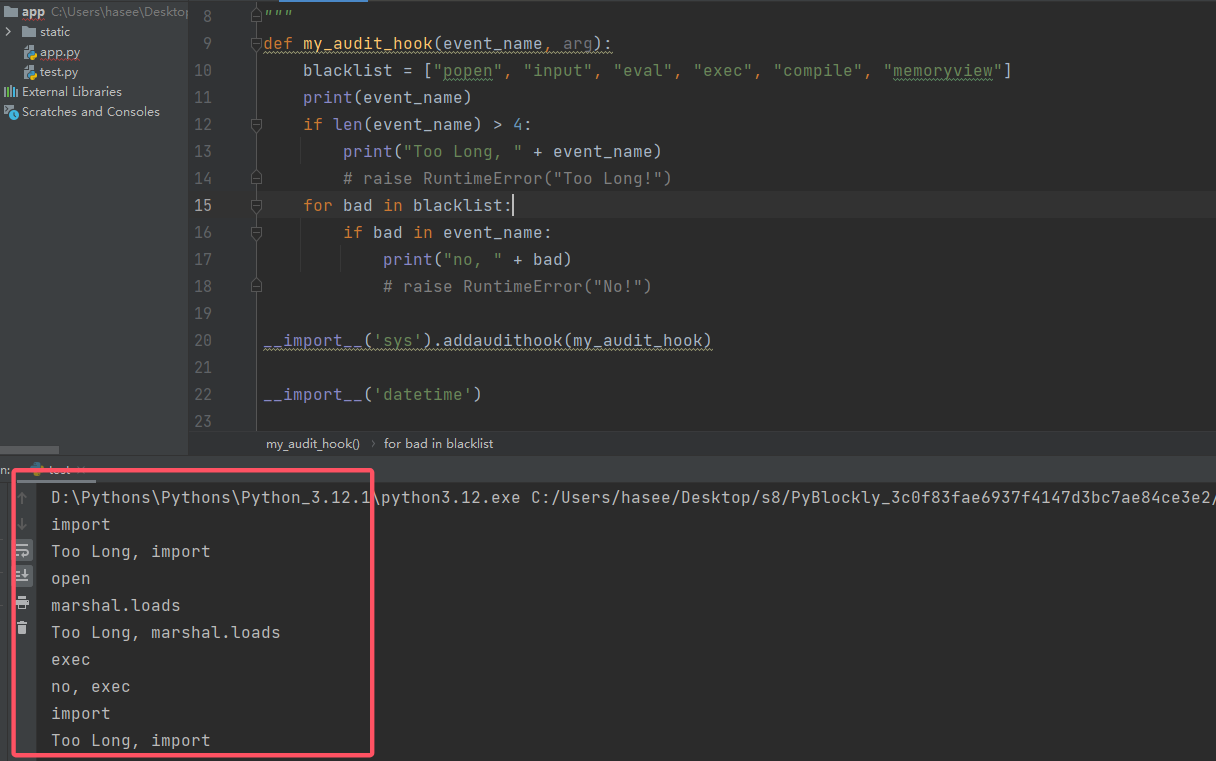 app C:\Users\hasee\Desktop
static
app.py
test.py
External Libraries
Scratches and Consoles
8 """
9 def my_audit_hook(event_name, arg):
10 blacklist = ["popen", "input", "eval", "exec", "compile", "memoryview"]
11 print(event_name)
12 if len(event_name) > 4:
13 print("Too Long, " + event_name)
14 # raise RuntimeError("Too Long!")
15 for bad in blacklist:
16 if bad in event_name:
17 print("no, " + bad)
18 # raise RuntimeError("No!")
19
20 __import__('sys').addaudithook(my_audit_hook)
21
22 __import__('datetime')
23
my_audit_hook() › for bad in blacklist
n: test
D:\Pythons\Pythons\Python_3.12.1\python3.12.exe C:/Users/hasee/Desktop/s8/PyBlockly_3c0f83fae6937f4147d3bc7ae84ce3e2/
import
Too Long, import
open
marshal.loads
Too Long, marshal.loads
exec
no, exec
import
Too Long, import